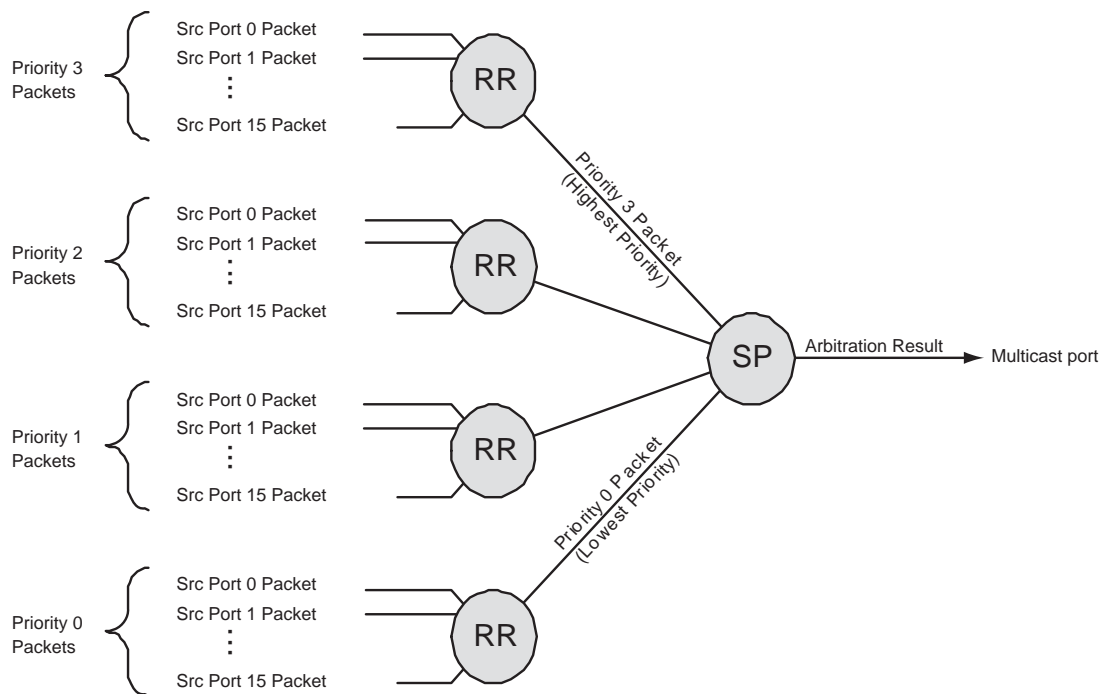 Src Port 0 Packet
Src Port 1 Packet
Priority 3
Packets
Src Port 15 Packet
RR
Priority 3 Packet
(Highest Priority)
Src Port 0 Packet
Src Port 1 Packet
Priority 2
Packets
Src Port 15 Packet
RR
SP
Arbitration Result
Multicast port
Src Port 0 Packet
Src Port 1 Packet
Priority 1
Packets
Src Port 15 Packet
RR
Priority 0 Packet
(Lowest Priority)
Src Port 0 Packet
Src Port 1 Packet
Priority 0
Packets
Src Port 15 Packet
RR